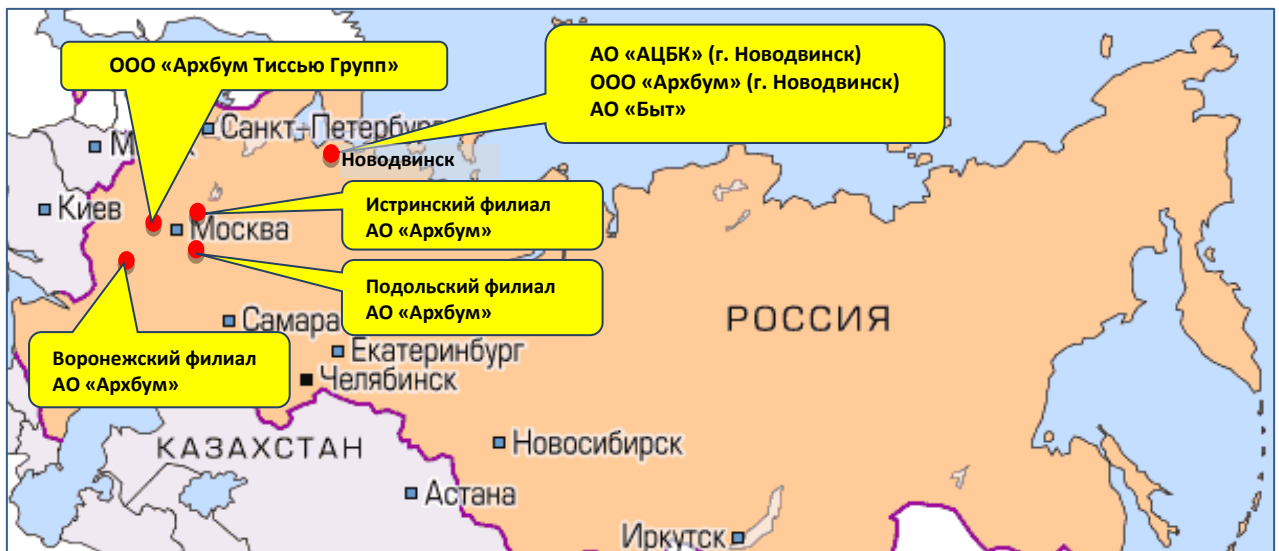 ООО «Архбум Тиссью Групп»
АО «АЦБК» (г. Новодвинск)
ООО «Архбум» (г. Новодвинск)
АО «Быт»
Санкт-Петербург
Новодвинск
Киев
Москва
Истринский филиал
АО «Архбум»
Подольский филиал
АО «Архбум»
РОССИЯ
Самара
Екатеринбург
Челябинск
Воронежский филиал
АО «Архбум»
КАЗАХСТАН
Новосибирск
Астана
Иркутск